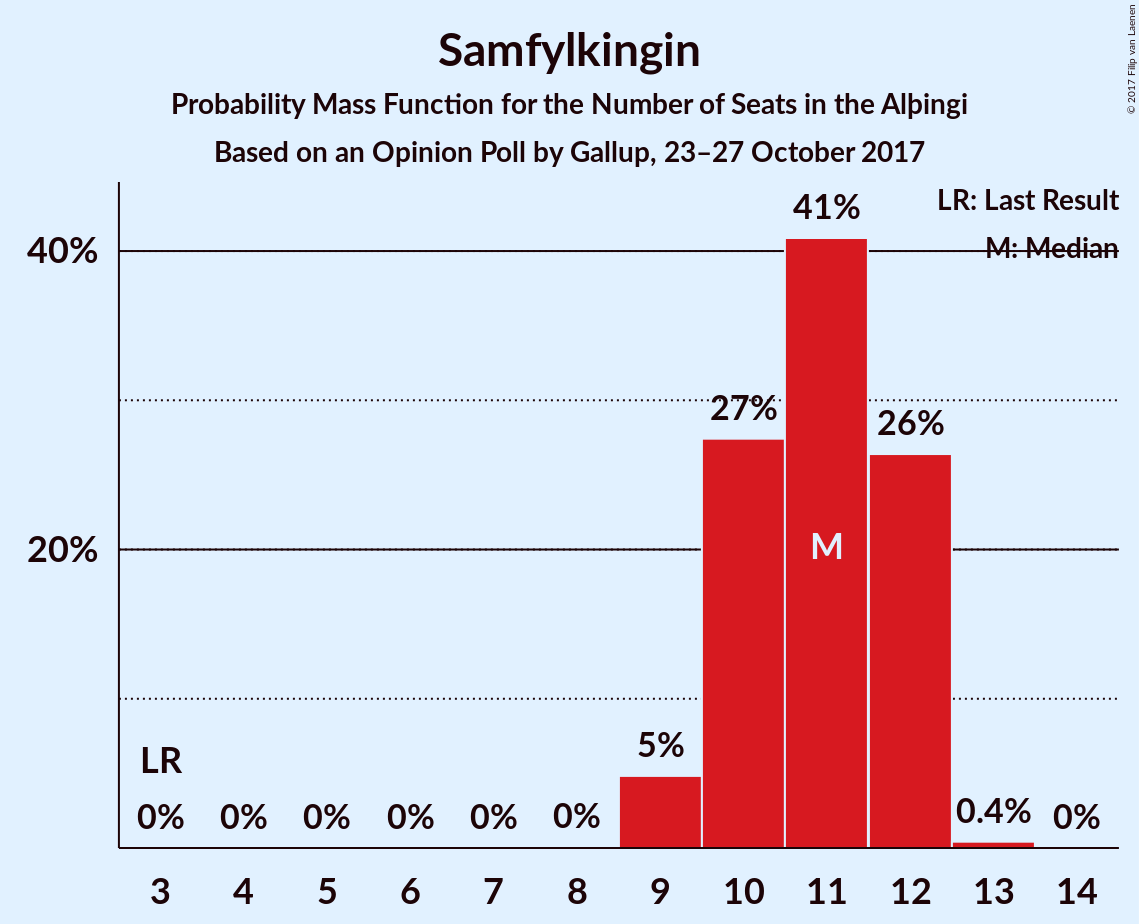 Samfylkingin
Probability Mass Function for the Number of Seats in the Alþingi
Based on an Opinion Poll by Gallup, 23–27 October 2017
© 2017 Filip van Laenen
LR: Last Result
M: Median
40%
20%
41%
27%
26%
M
5%
LR
0% 0% 0% 0% 0% 0% 0.4% 0%
3 4 5 6 7 8 9 10 11 12 13 14